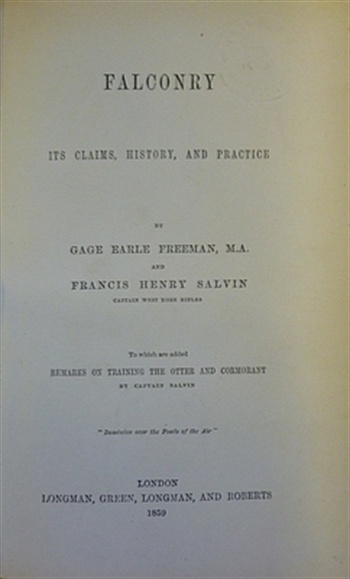 FALCONRY
ITS CLAIMS, HISTORY, AND PRACTICE
BY
GAGE EARLE FREEMAN, M.A.
AND
FRANCIS HENRY SALVIN
CAPTAIN WEST YORK RIFLES
To which are added
REMARKS ON TRAINING THE OTTER AND CORMORANT
BY CAPTAIN SALVIN
"Dominion over the Fowls of the Air"
LONDON
LONGMAN, GREEN, LONGMAN, AND ROBERTS
1859